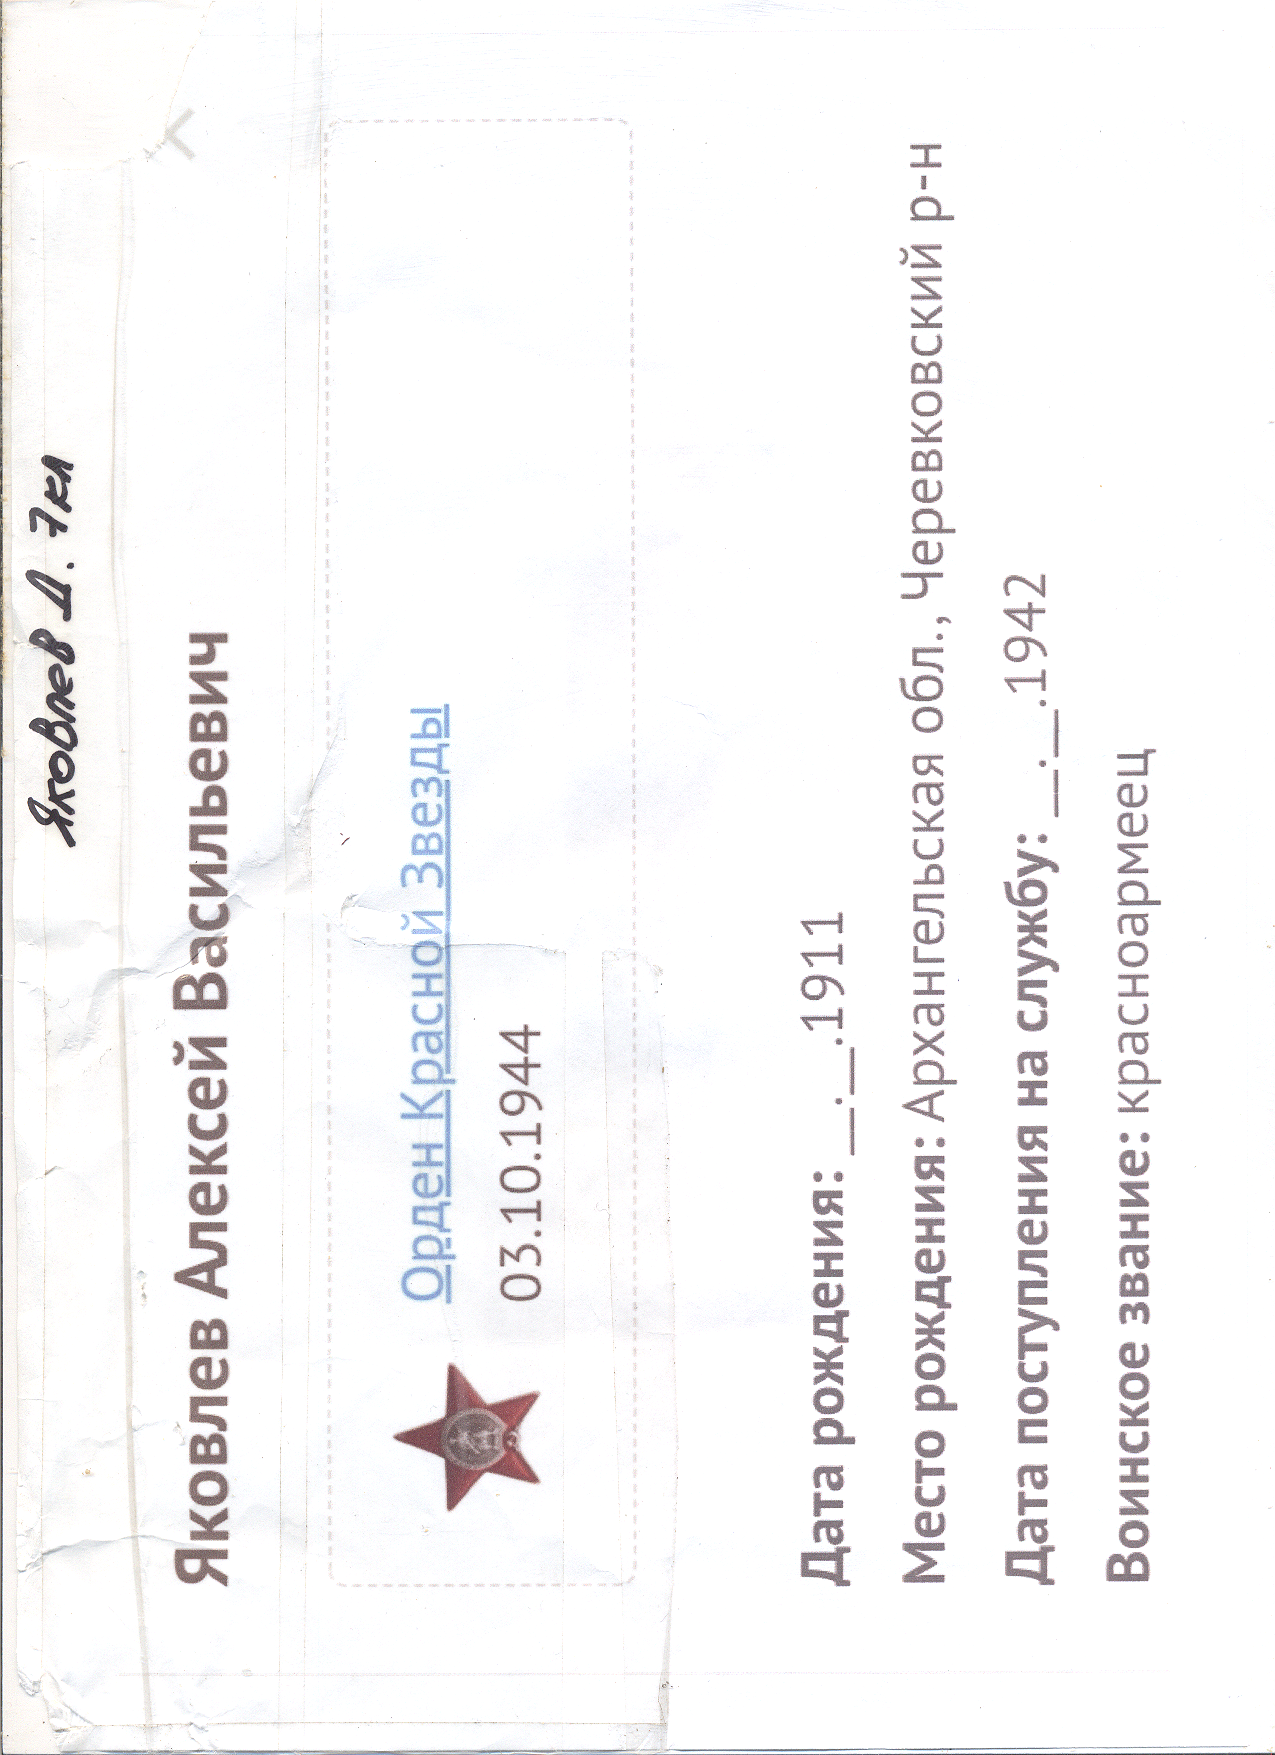 Яковлев Д. 7кл
Яковлев Алексей Васильевич
Орден Красной Звезды
03.10.1944
Дата рождения: __.__.1911
Место рождения: Архангельская обл., Черевковский р-н
Дата поступления на службу: __.__.1942
Воинское звание: красноармеец